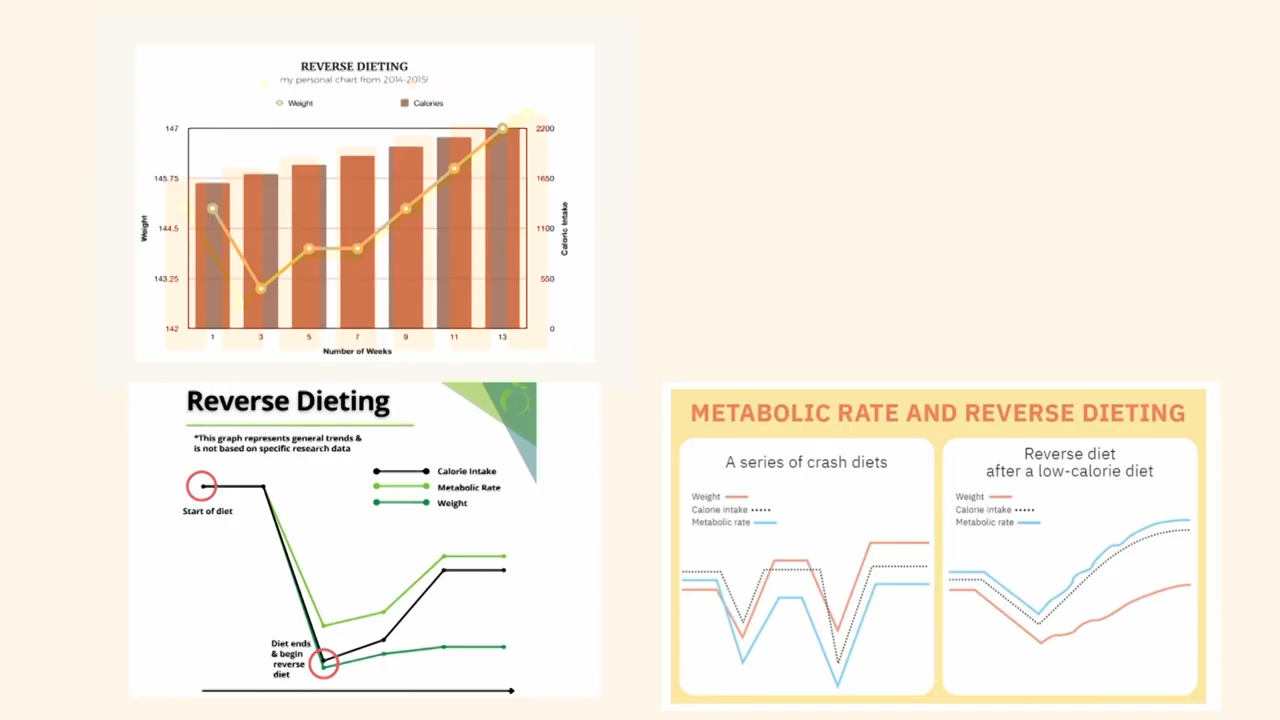 REVERSE DIETING
my personal chart from 2014-2015!
Weight
Calories
147
2200
145.75
1650
144.5
1100
143.25
550
142
0
Weight
Caloric Intake
1 3 5 7 9 11 13
Number of Weeks
Reverse Dieting
*This graph represents general trends &
is not based on specific research data
Calorie Intake
Metabolic Rate
Weight
Start of diet
Diet ends
& begin
reverse
diet
METABOLIC RATE AND REVERSE DIETING
A series of crash diets
Weight
Calorie intake
Metabolic rate
Reverse diet
after a low-calorie diet
Weight
Calorie intake
Metabolic rate